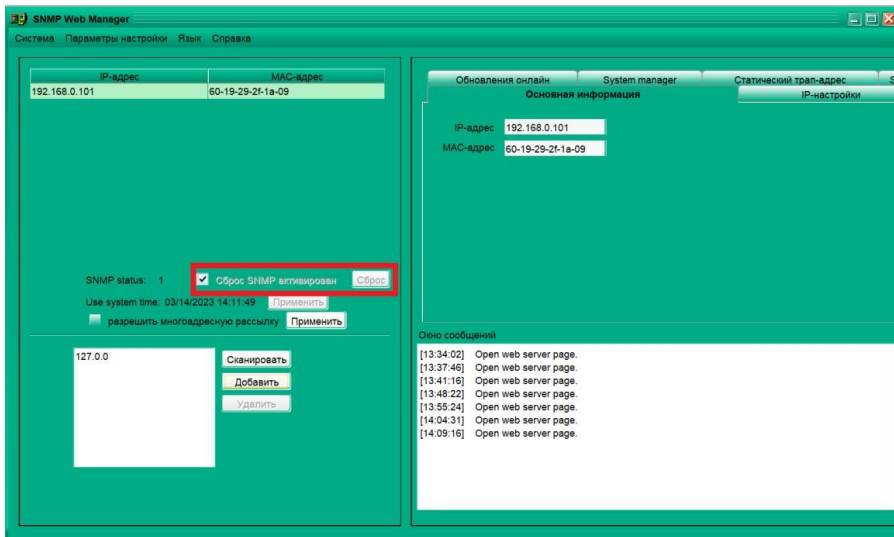 SNMP Web Manager
Система Параметры настройки Язык Справка
IP-адрес MAC-адрес
192.168.0.101 60-19-29-2f-1a-09
SNMP status: 1 Сброс SNMP активирован Сброс
Use system time: 03/14/2023 14:11:49 Применить
разрешить многоадресную рассылку Применить
127.0.0
Сканировать
Добавить
Удалить
Обновления онлайн System manager Статический трап-адрес S
Основная информация IP-настройки
IP-адрес 192.168.0.101
MAC-адрес 60-19-29-2f-1a-09
Окно сообщений
[13:34:02] Open web server page.
[13:37:46] Open web server page.
[13:41:16] Open web server page.
[13:48:22] Open web server page.
[13:55:24] Open web server page.
[14:04:31] Open web server page.
[14:09:16] Open web server page.